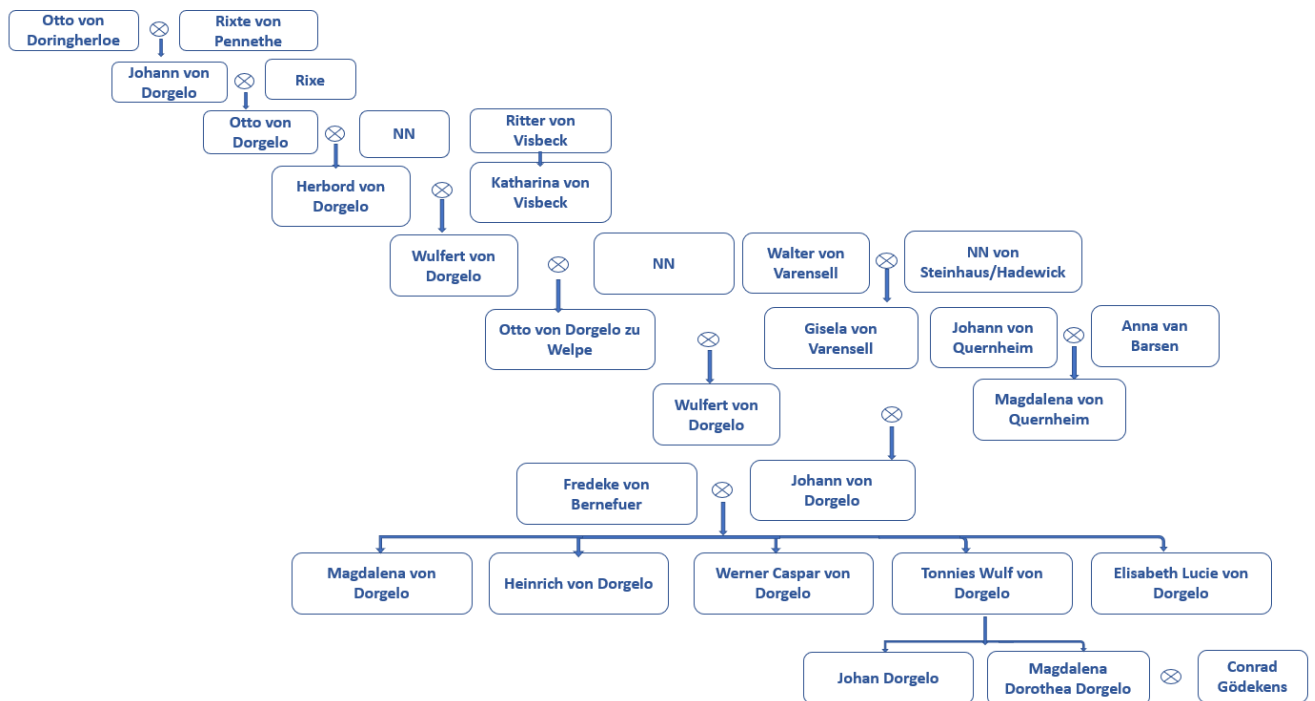 Otto von
Doringherloe
Rixte von
Pennethe
Johann von
Dorgelo
Rixe
Otto von
Dorgelo
NN
Ritter von
Visbeck
Herbord von
Dorgelo
Katharina von
Visbeck
Wulfert von
Dorgelo
NN
Walter von
Varensell
NN von
Steinhaus/Hadewick
Otto von Dorgelo zu
Welpe
Gisela von
Varensell
Johann von
Quernheim
Anna van
Barsen
Wulfert von
Dorgelo
Magdalena von
Quernheim
Fredeke von
Bernefuer
Johann von
Dorgelo
Magdalena von
Dorgelo
Heinrich von Dorgelo
Werner Caspar von
Dorgelo
Tonnies Wulf von
Dorgelo
Elisabeth Lucie von
Dorgelo
Johan Dorgelo
Magdalena
Dorothea Dorgelo
Conrad
Gödekens